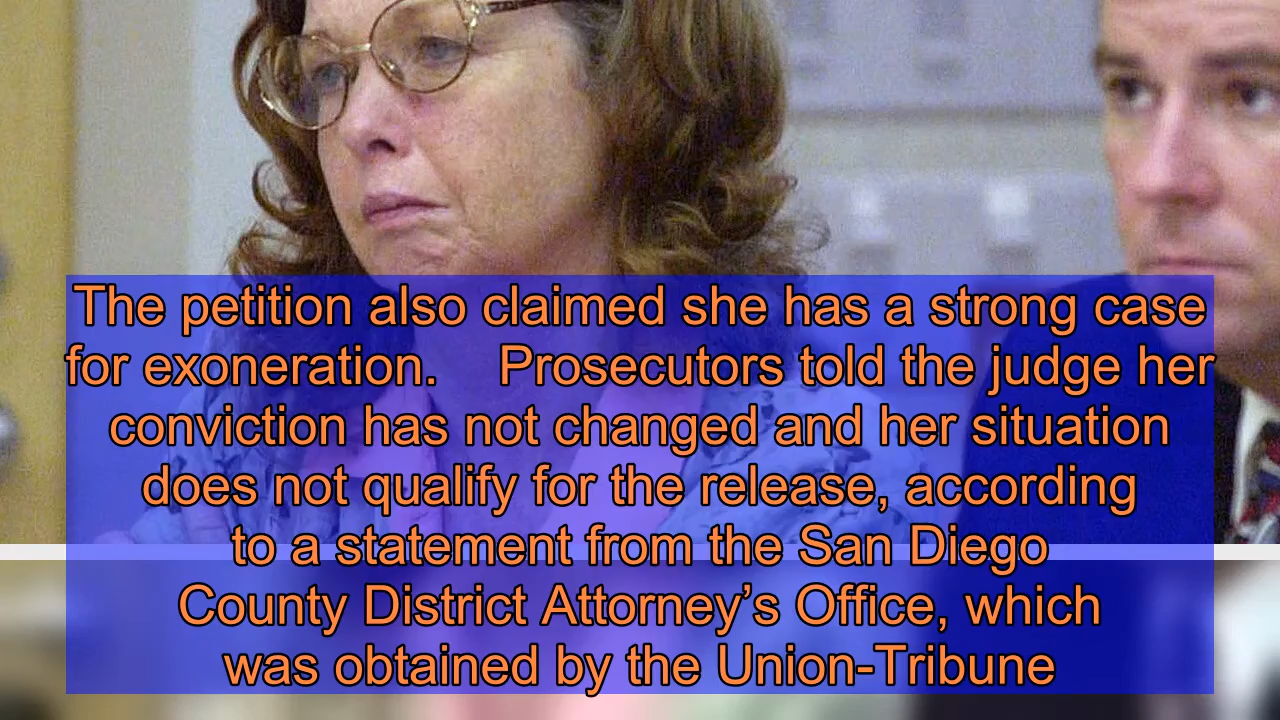 The petition also claimed she has a strong case
for exoneration.    Prosecutors told the judge her
conviction has not changed and her situation
does not qualify for the release, according
to a statement from the San Diego
County District Attorney’s Office, which
was obtained by the Union-Tribune